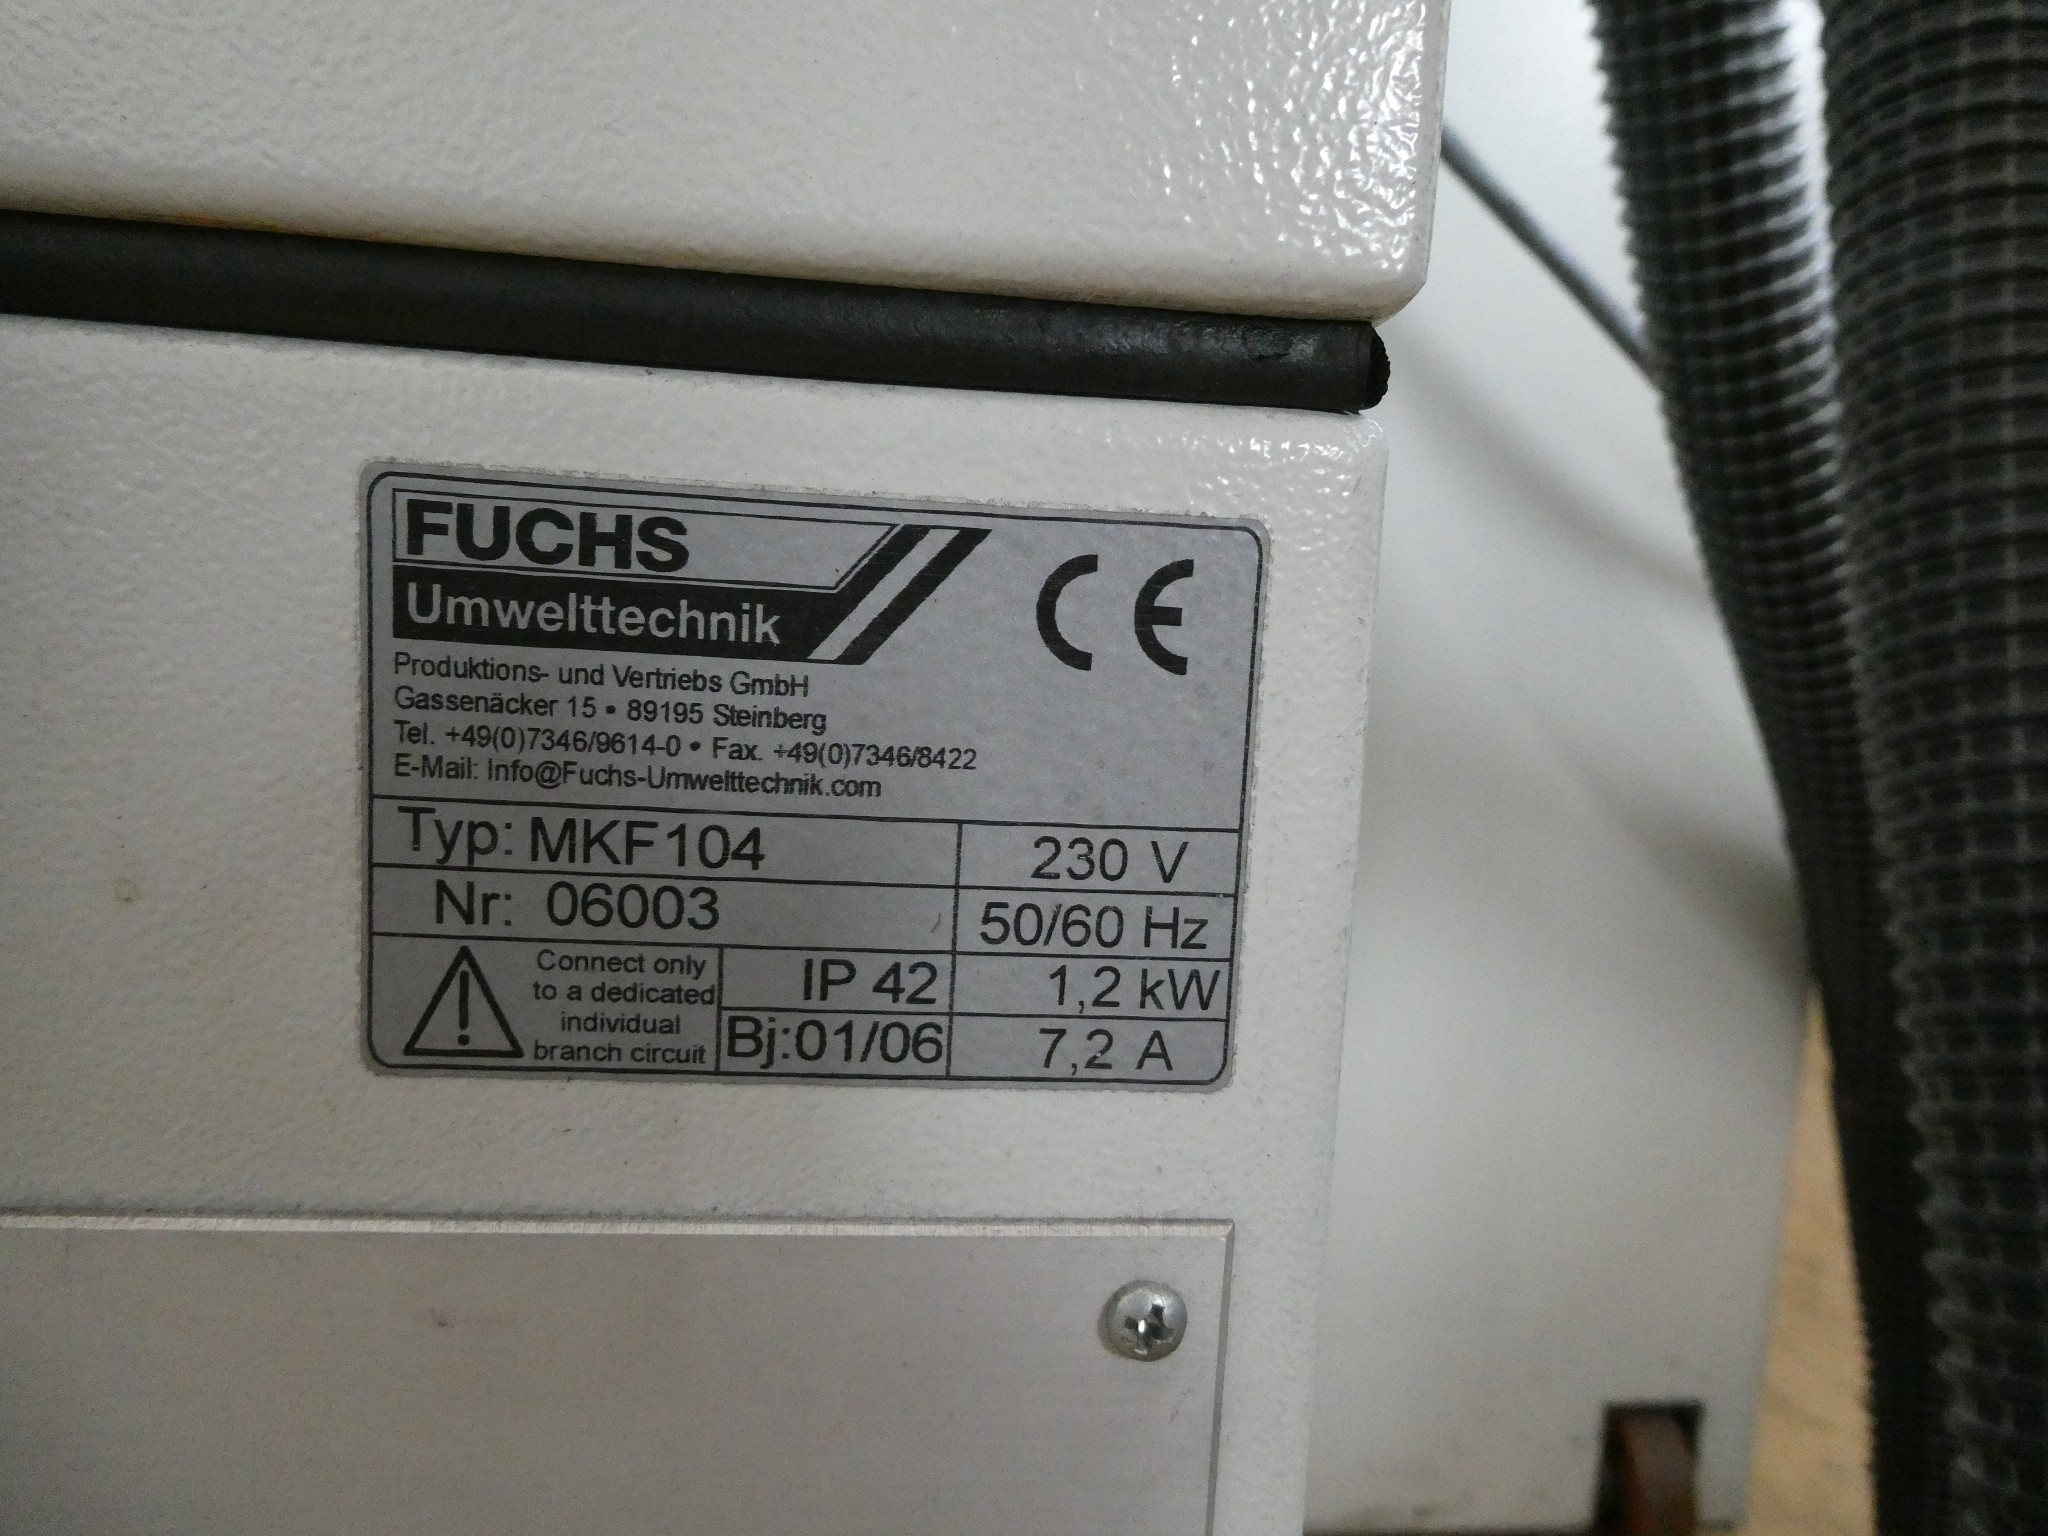 FUCHS
Umwelttechnik
CE
Produktions- und Vertriebs GmbH
Gassenäcker 15 • 89195 Steinberg
Tel. +49(0)7346/9614-0 • Fax. +49(0)7346/8422
E-Mail: Info@Fuchs-Umwelttechnik.com
Typ: MKF104
230 V
Nr: 06003
50/60 Hz
Connect only
to a dedicated
individual
branch circuit
IP 42
1,2 kW
Bj:01/06
7,2 A